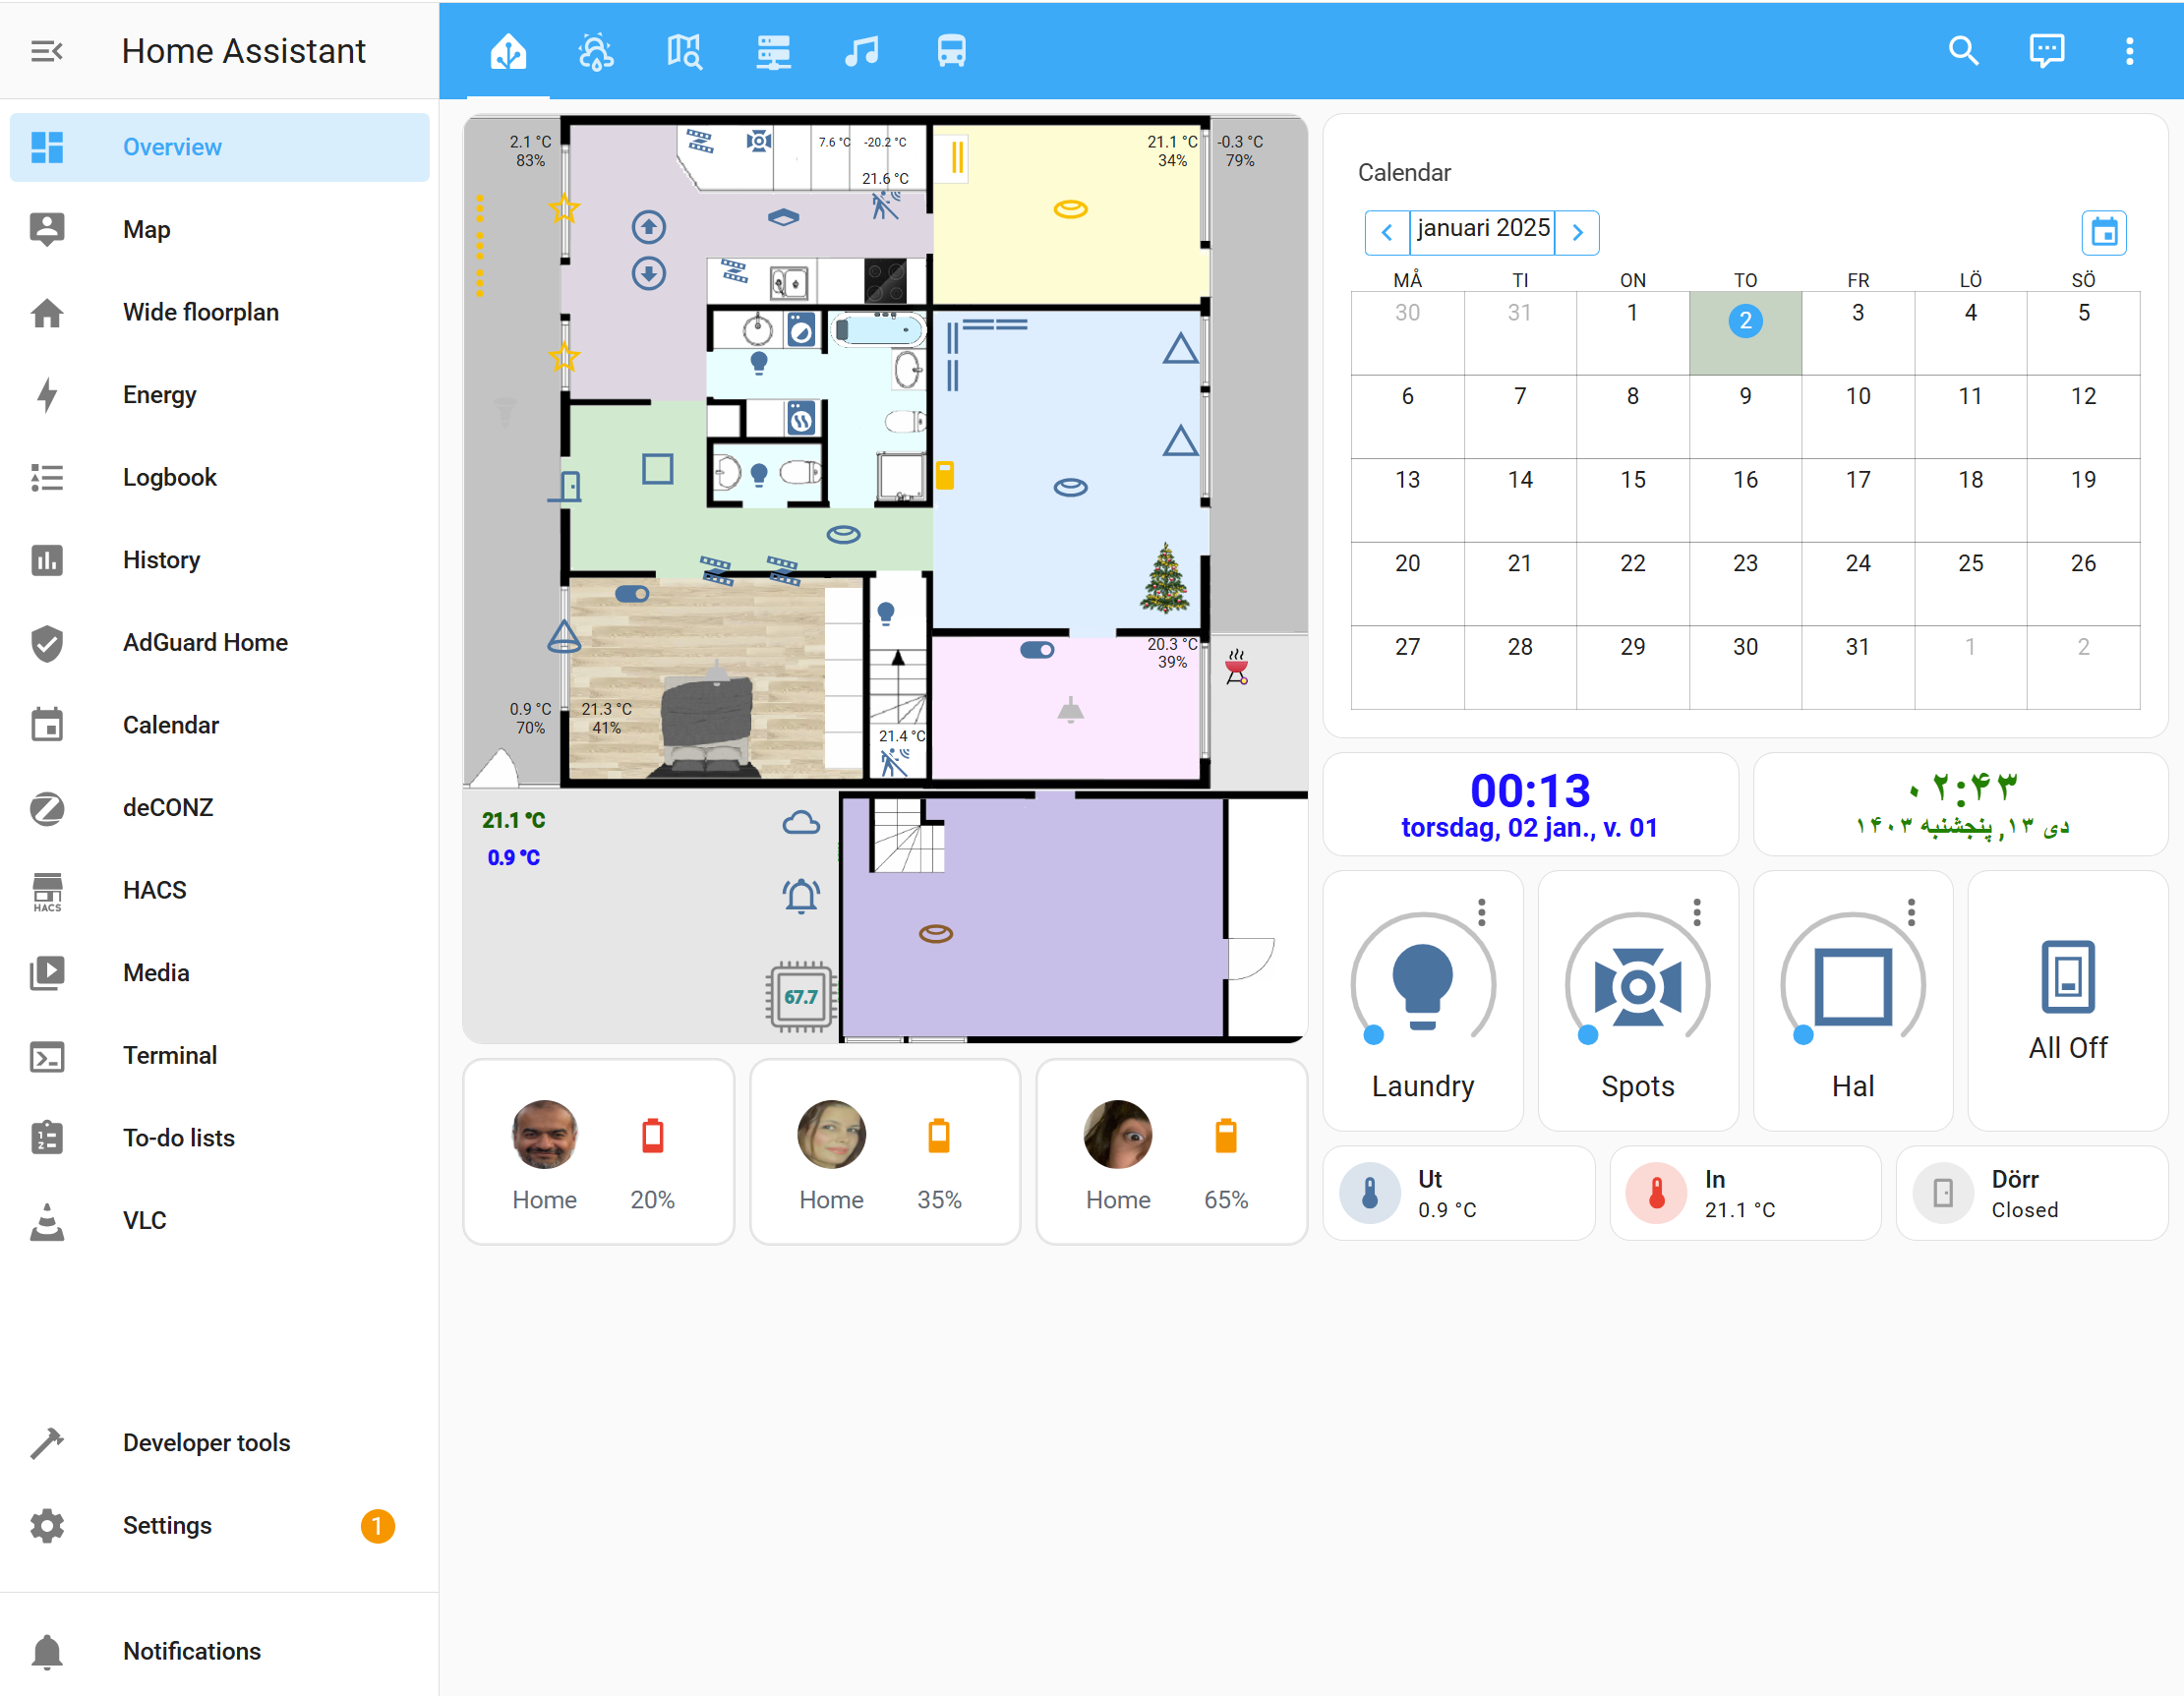 Home Assistant
Overview
Map
Wide floorplan
Energy
Logbook
History
AdGuard Home
Calendar
deCONZ
HACS
HACS
Media
Terminal
To-do lists
VLC
Developer tools
Settings
1
Notifications
2.1 °C
83%
7.6 °C
-20.2 °C
21.6 °C
21.1 °C
34%
-0.3 °C
79%
20.3 °C
39%
0.9 °C
70%
21.3 °C
41%
21.4 °C
21.1 °C
0.9 °C
67.7
Home
20%
Home
35%
Home
65%
Calendar
januari 2025
MÅ TI ON TO FR LÖ SÖ
30 31 1 2 3 4 5
6 7 8 9 10 11 12
13 14 15 16 17 18 19
20 21 22 23 24 25 26
27 28 29 30 31 1 2
00:13
torsdag, 02 jan., v. 01
۰۲:۴۳
دی ۱۳, پنجشنبه ۱۴۰۳
Laundry
Spots
Hal
All Off
Ut
0.9 °C
In
21.1 °C
Dörr
Closed